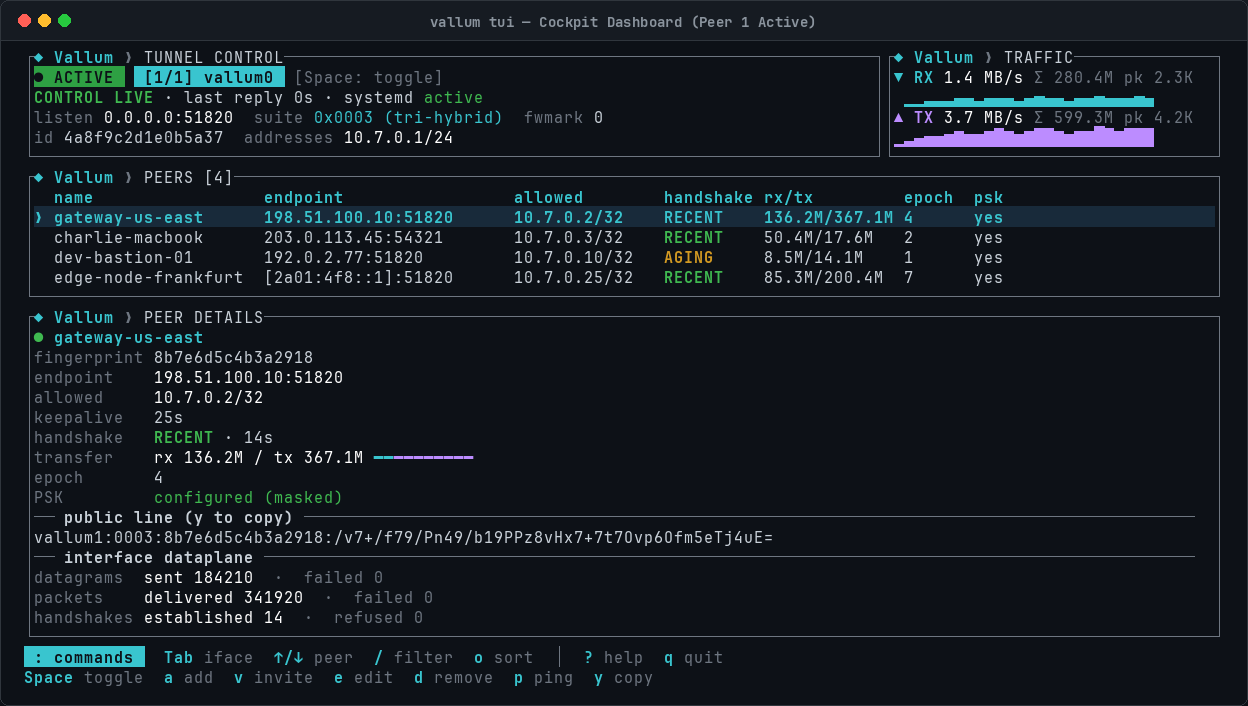 vallum tui — Cockpit Dashboard (Peer 1 Active)
◆ Vallum ❯ TUNNEL CONTROL
● ACTIVE [1/1] vallum0 [Space: toggle]
CONTROL LIVE · last reply 0s · systemd active
listen 0.0.0.0:51820 suite 0x0003 (tri-hybrid) fwmark 0
id 4a8f9c2d1e0b5a37 addresses 10.7.0.1/24
◆ Vallum ❯ TRAFFIC
▼ RX 1.4 MB/s Σ 280.4M pk 2.3K
▲ TX 3.7 MB/s Σ 599.3M pk 4.2K
◆ Vallum ❯ PEERS [4]
name endpoint allowed handshake rx/tx epoch psk
❯ gateway-us-east 198.51.100.10:51820 10.7.0.2/32 RECENT 136.2M/367.1M 4 yes
charlie-macbook 203.0.113.45:54321 10.7.0.3/32 RECENT 50.4M/17.6M 2 yes
dev-bastion-01 192.0.2.77:51820 10.7.0.10/32 AGING 8.5M/14.1M 1 yes
edge-node-frankfurt [2a01:4f8::1]:51820 10.7.0.25/32 RECENT 85.3M/200.4M 7 yes
◆ Vallum ❯ PEER DETAILS
● gateway-us-east
fingerprint 8b7e6d5c4b3a2918
endpoint 198.51.100.10:51820
allowed 10.7.0.2/32
keepalive 25s
handshake RECENT · 14s
transfer rx 136.2M / tx 367.1M
epoch 4
PSK configured (masked)
public line (y to copy)
vallum1:0003:8b7e6d5c4b3a2918:/v7+/f79/Pn49/b19PPz8vHx7+7t7Ovp6Ofm5eTj4uE=
interface dataplane
datagrams sent 184210 · failed 0
packets delivered 341920 · failed 0
handshakes established 14 · refused 0
: commands Tab iface ↑/↓ peer / filter o sort │ ? help q quit
Space toggle a add v invite e edit d remove p ping y copy